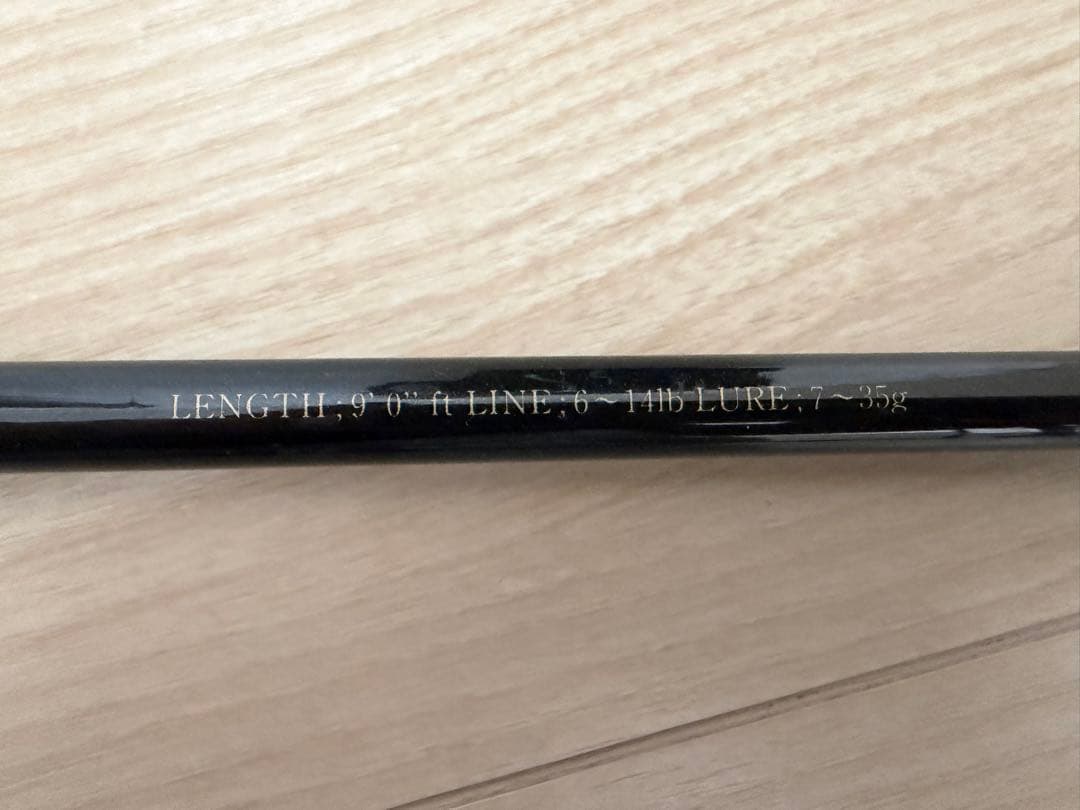 LENGTH ; 9' 0" ft LINE ; 6~14lb LURE ; 7~35g